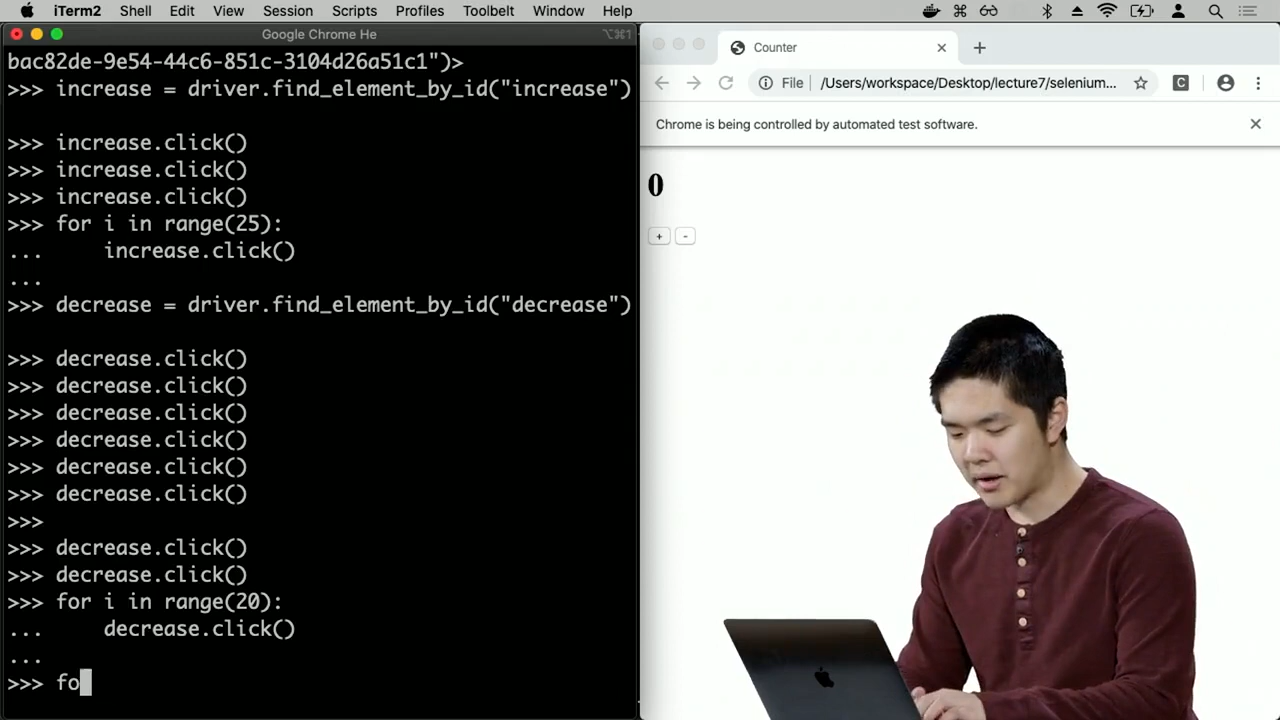 iTerm2 Shell Edit View Session Scripts Profiles Toolbelt Window Help
Google Chrome He
⌥⌘1
bac82de-9e54-44c6-851c-3104d26a51c1")>
>>> increase = driver.find_element_by_id("increase")
>>> increase.click()
>>> increase.click()
>>> increase.click()
>>> for i in range(25):
... increase.click()
...
>>> decrease = driver.find_element_by_id("decrease")
>>> decrease.click()
>>> decrease.click()
>>> decrease.click()
>>> decrease.click()
>>> decrease.click()
>>> decrease.click()
>>>
>>> decrease.click()
>>> decrease.click()
>>> for i in range(20):
... decrease.click()
...
>>> fo
Counter
File /Users/workspace/Desktop/lecture7/selenium...
C
Chrome is being controlled by automated test software.
0
+ -